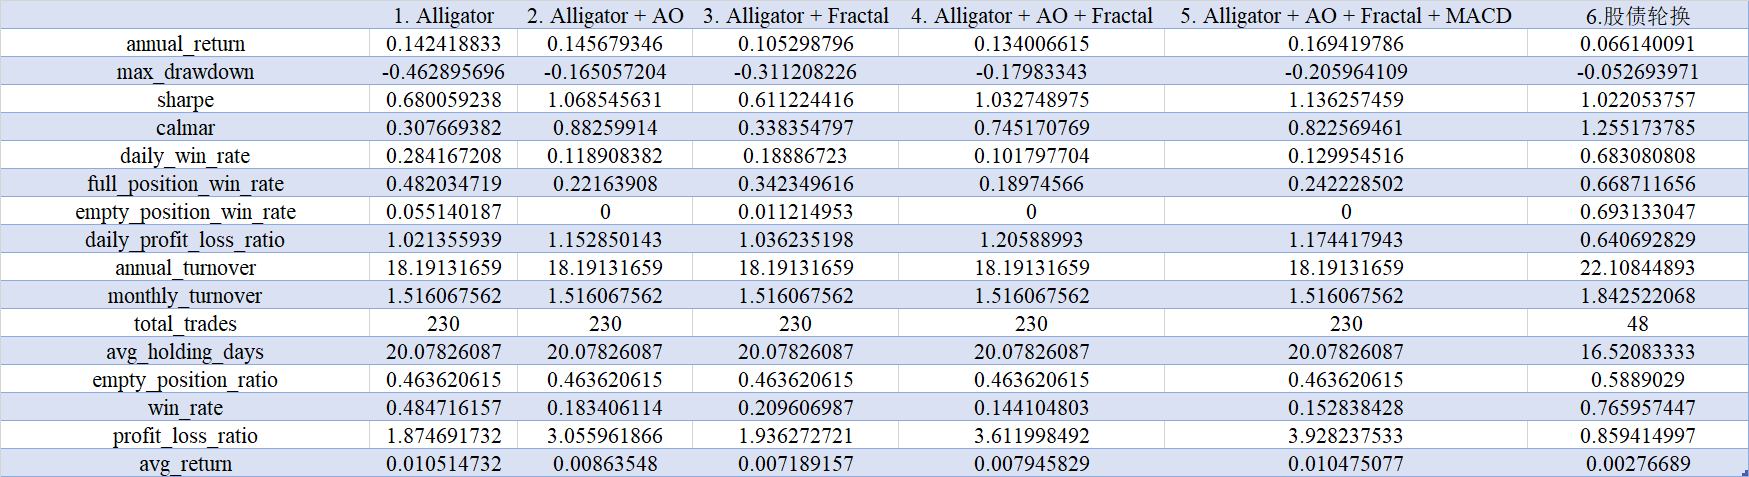 1. Alligator 2. Alligator + AO 3. Alligator + Fractal 4. Alligator + AO + Fractal 5. Alligator + AO + Fractal + MACD 6.股债轮换
annual_return 0.142418833 0.145679346 0.105298796 0.134006615 0.169419786 0.066140091
max_drawdown -0.462895696 -0.165057204 -0.311208226 -0.17983343 -0.205964109 -0.052693971
sharpe 0.680059238 1.068545631 0.611224416 1.032748975 1.136257459 1.022053757
calmar 0.307669382 0.88259914 0.338354797 0.745170769 0.822569461 1.255173785
daily_win_rate 0.284167208 0.118908382 0.18886723 0.101797704 0.129954516 0.683080808
full_position_win_rate 0.482034719 0.22163908 0.342349616 0.18974566 0.242228502 0.668711656
empty_position_win_rate 0.055140187 0 0.011214953 0 0 0.693133047
daily_profit_loss_ratio 1.021355939 1.152850143 1.036235198 1.20588993 1.174417943 0.640692829
annual_turnover 18.19131659 18.19131659 18.19131659 18.19131659 18.19131659 22.10844893
monthly_turnover 1.516067562 1.516067562 1.516067562 1.516067562 1.516067562 1.842522068
total_trades 230 230 230 230 230 48
avg_holding_days 20.07826087 20.07826087 20.07826087 20.07826087 20.07826087 16.52083333
empty_position_ratio 0.463620615 0.463620615 0.463620615 0.463620615 0.463620615 0.5889029
win_rate 0.484716157 0.183406114 0.209606987 0.144104803 0.152838428 0.765957447
profit_loss_ratio 1.874691732 3.055961866 1.936272721 3.611998492 3.928237533 0.859414997
avg_return 0.010514732 0.00863548 0.007189157 0.007945829 0.010475077 0.00276689